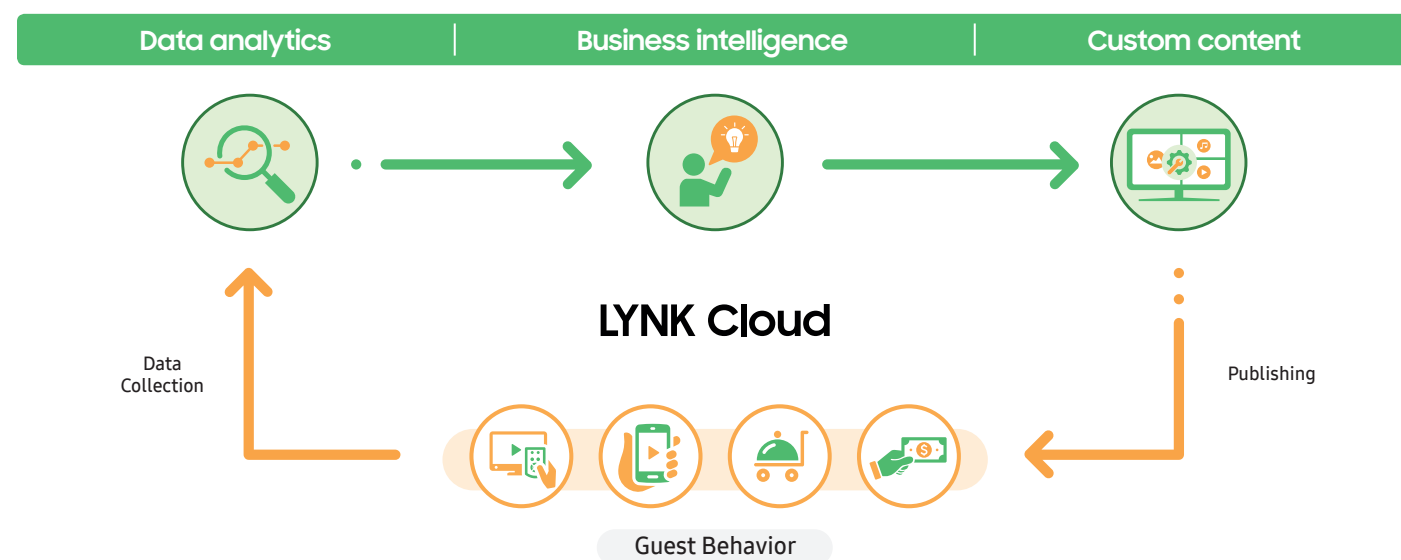 Data analytics
Business intelligence
Custom content
LYNK Cloud
Data
Collection
Publishing
$
Guest Behavior